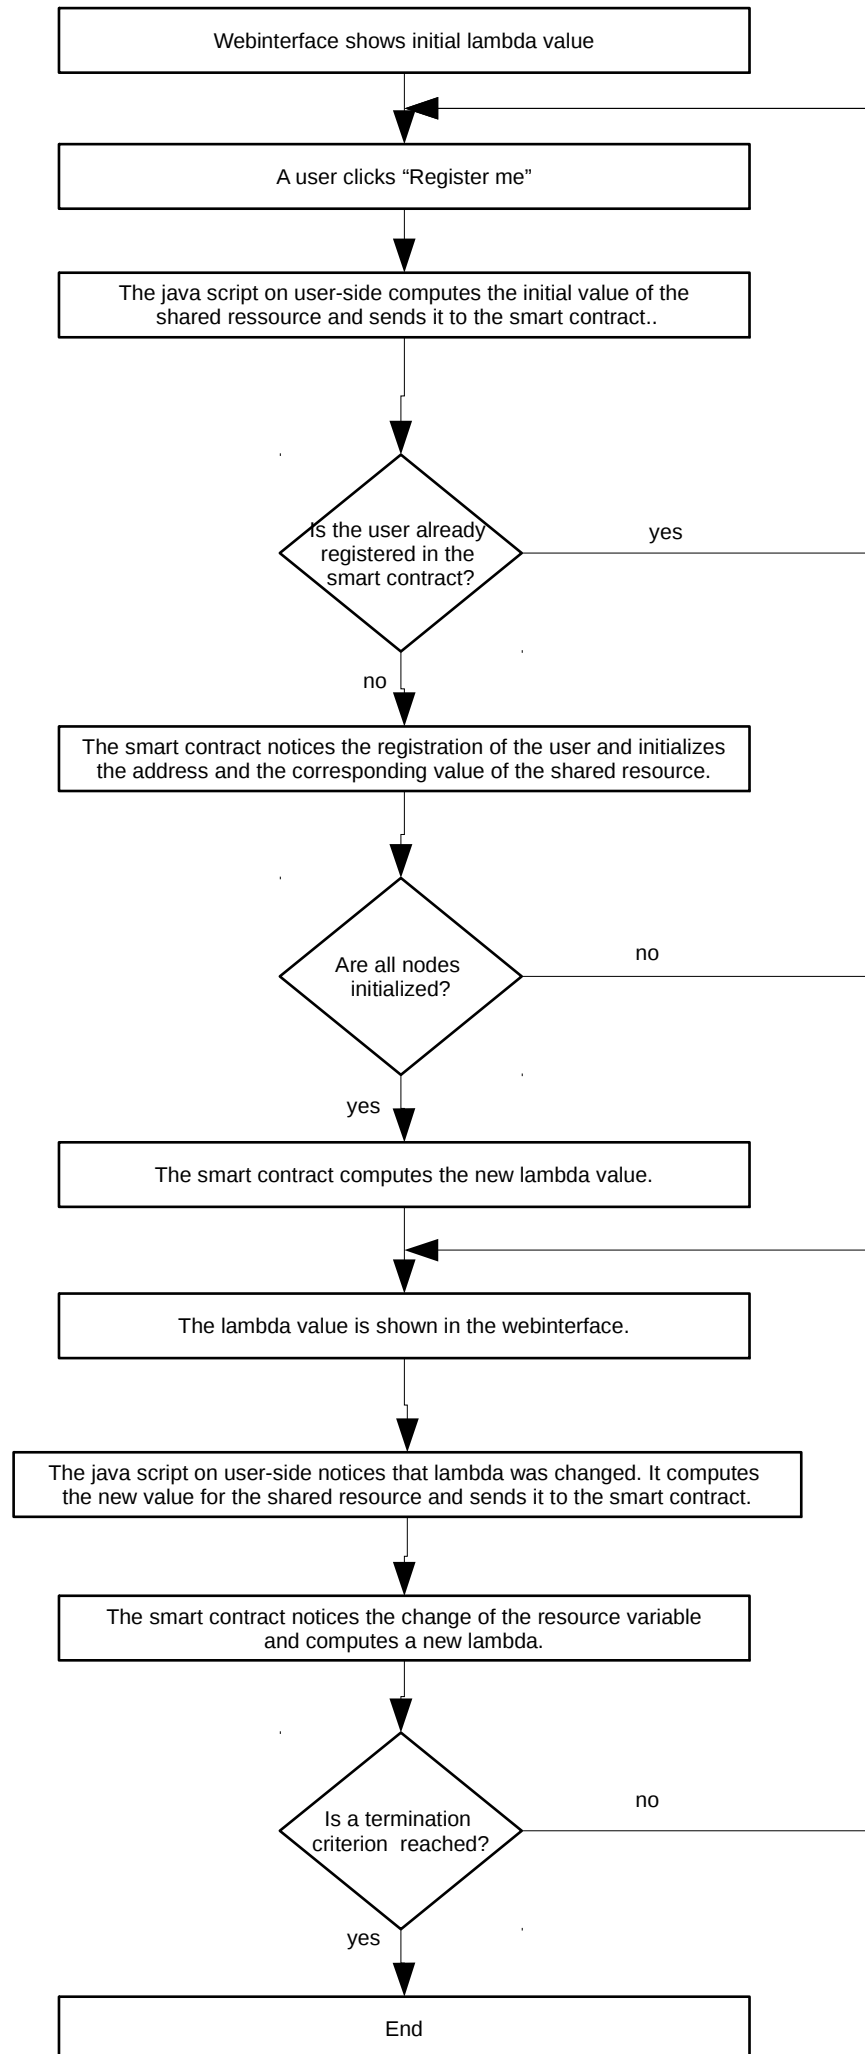 Webinterface shows initial lambda value
A user clicks “Register me”
The java script on user-side computes the initial value of the
shared ressource and sends it to the smart contract..
Is the user already
registered in the
smart contract?
yes
no
The smart contract notices the registration of the user and initializes
the address and the corresponding value of the shared resource.
Are all nodes
initialized?
no
yes
The smart contract computes the new lambda value.
The lambda value is shown in the webinterface.
The java script on user-side notices that lambda was changed. It computes
the new value for the shared resource and sends it to the smart contract.
The smart contract notices the change of the resource variable
and computes a new lambda.
Is a termination
criterion  reached?
no
yes
End